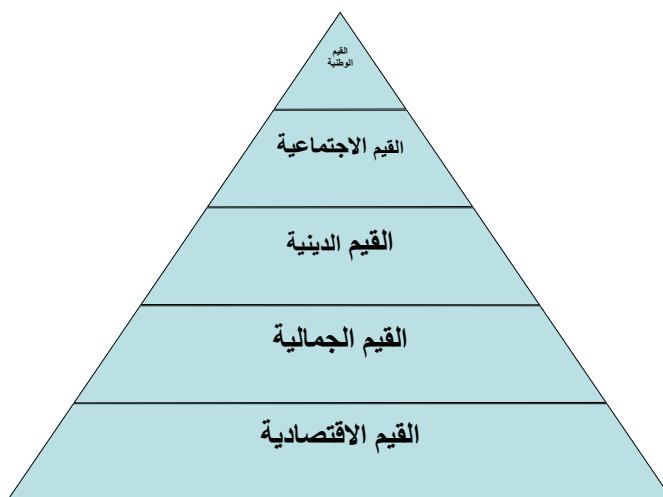 القيم
الوطنية
القيم الاجتماعية
القيم الدينية
القيم الجمالية
القيم الاقتصادية